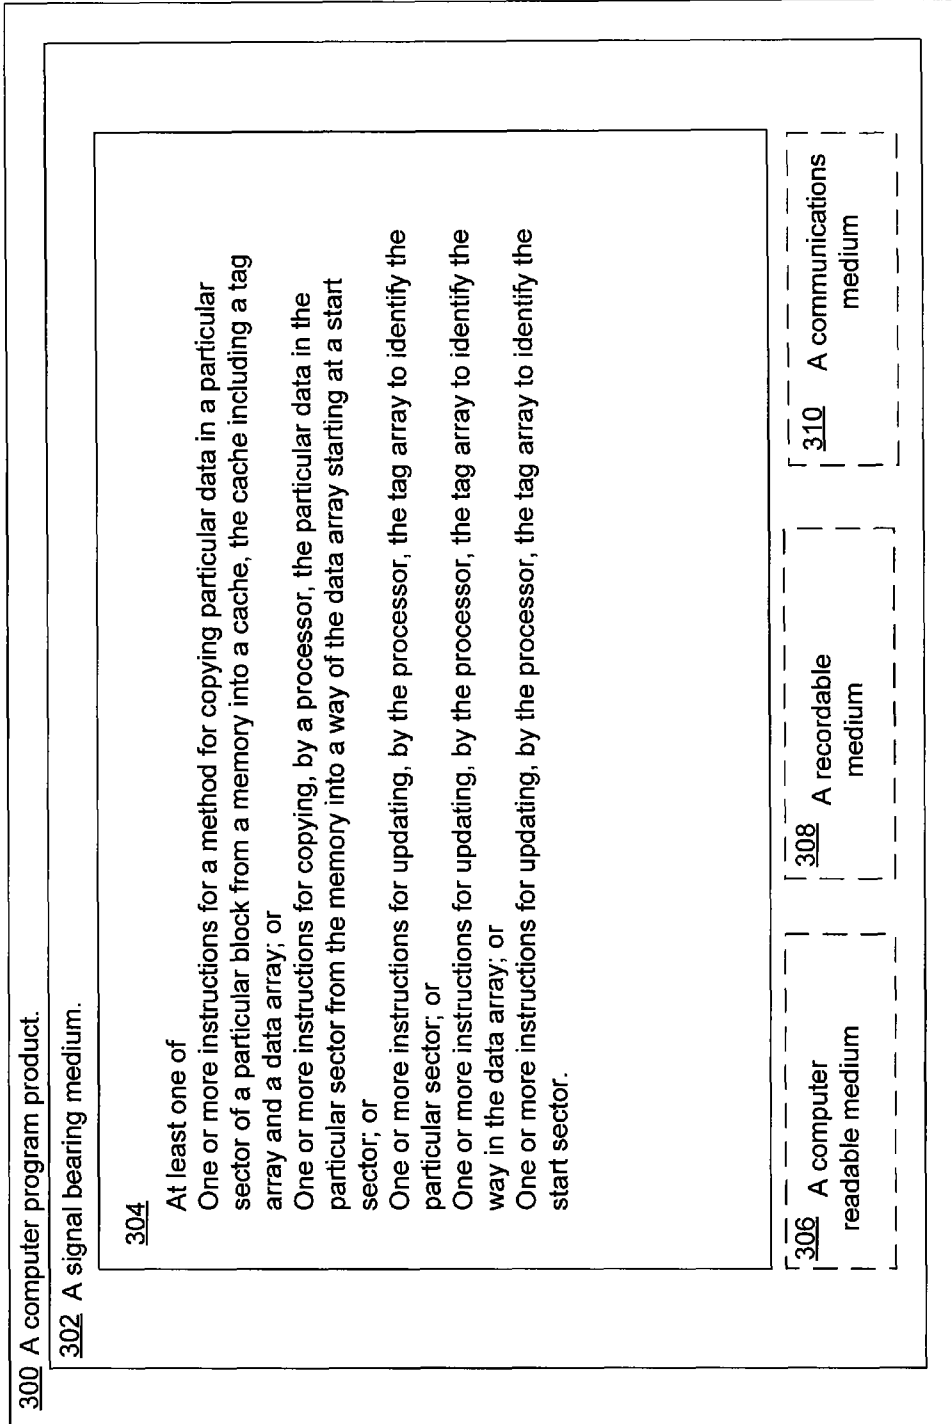 300 A computer program product.
302 A signal bearing medium.
304
At least one of
One or more instructions for a method for copying particular data in a particular
sector of a particular block from a memory into a cache, the cache including a tag
array and a data array; or
One or more instructions for copying, by a processor, the particular data in the
particular sector from the memory into a way of the data array starting at a start
sector; or
One or more instructions for updating, by the processor, the tag array to identify the
particular sector; or
One or more instructions for updating, by the processor, the tag array to identify the
way in the data array; or
One or more instructions for updating, by the processor, the tag array to identify the
start sector.
306 A computer
readable medium
308 A recordable
medium
310 A communications
medium